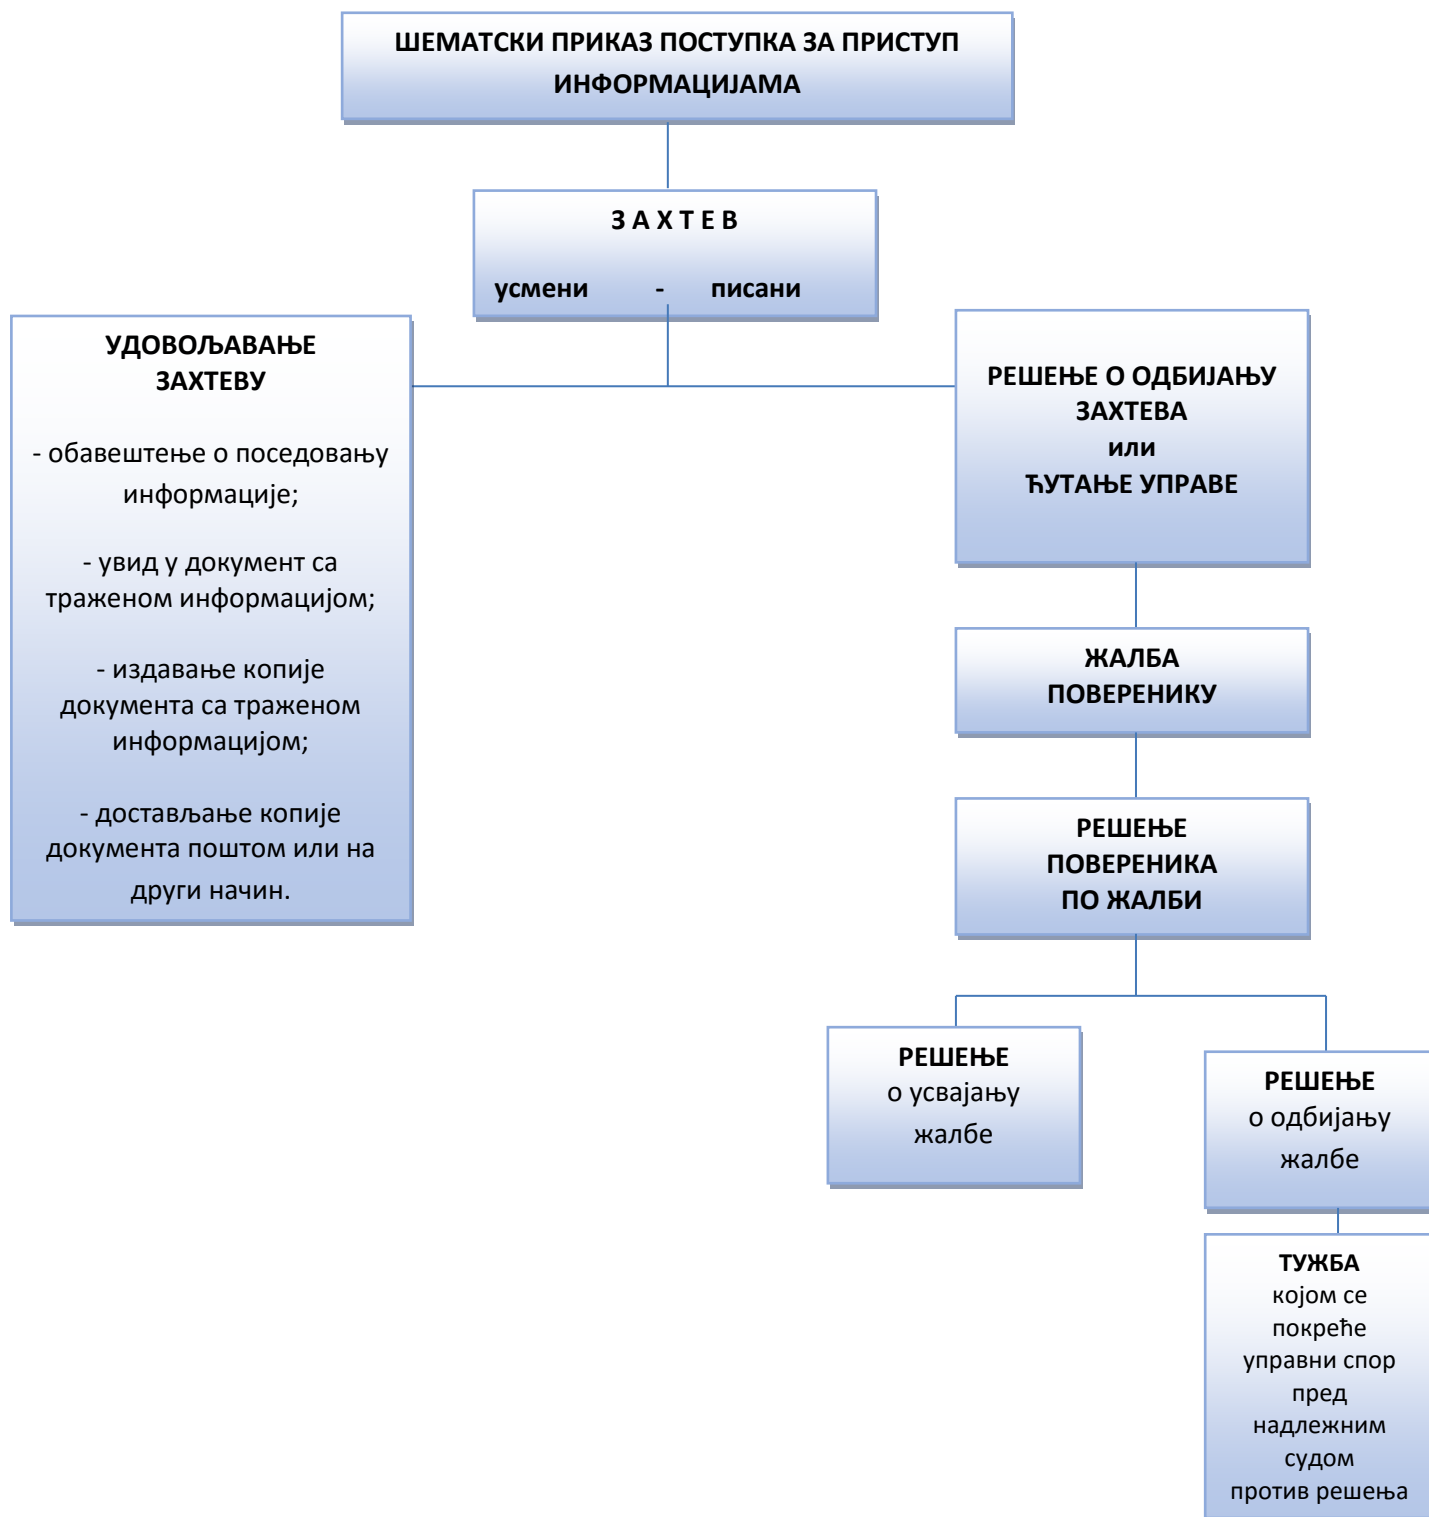 ШЕМАТСКИ ПРИКАЗ ПОСТУПКА ЗА ПРИСТУП
ИНФОРМАЦИЈАМА
З А Х Т Е В
усмени - писани
УДОВОЉАВАЊЕ
ЗАХТЕВУ
- обавештење о поседовању
информације;
- увид у документ са
траженом информацијом;
- издавање копије
документа са траженом
информацијом;
- достављање копије
документа поштом или на
други начин.
РЕШЕЊЕ О ОДБИЈАЊУ
ЗАХТЕВА
или
ЋУТАЊЕ УПРАВЕ
ЖАЛБА
ПОВЕРЕНИКУ
РЕШЕЊЕ
ПОВЕРЕНИКА
ПО ЖАЛБИ
РЕШЕЊЕ
о усвајању
жалбе
РЕШЕЊЕ
о одбијању
жалбе
ТУЖБА
којом се
покреће
управни спор
пред
надлежним
судом
против решења